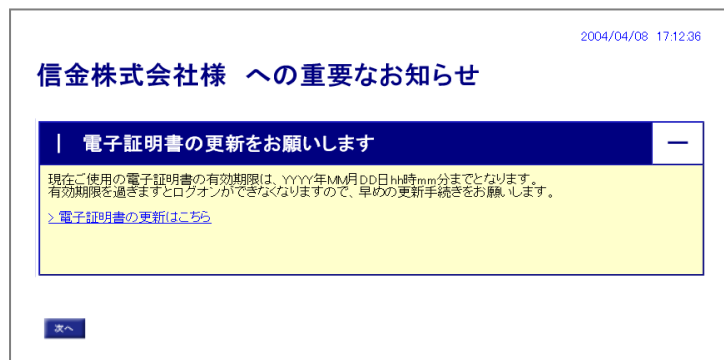 2004/04/08 17:12:36
信金株式会社様 への重要なお知らせ
| 電子証明書の更新をお願いします
現在ご使用の電子証明書の有効期限は、YYYY年MM月DD日hh時mm分までとなります。
有効期限を過ぎますとログオンができなくなりますので、早めの更新手続きをお願いします。
> 電子証明書の更新はこちら
次へ